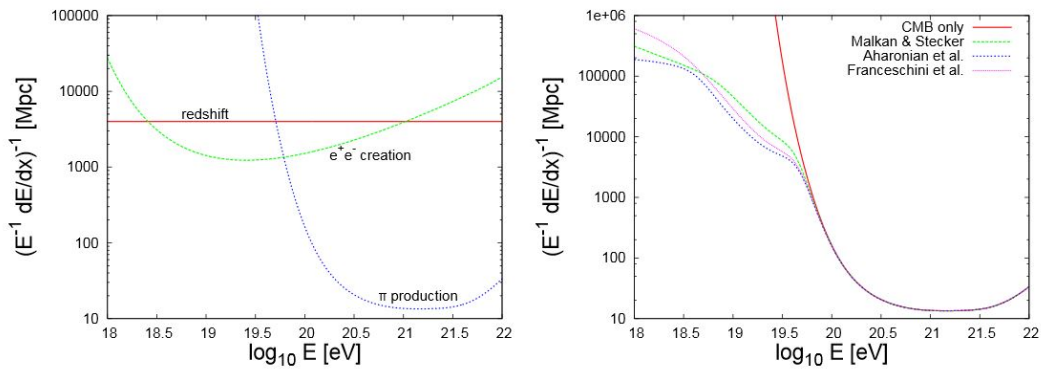 100000
10000
1000
100
10
(E⁻¹ dE/dx)⁻¹ [Mpc]
redshift
e⁺e⁻ creation
π production
18 18.5 19 19.5 20 20.5 21 21.5 22
log₁₀ E [eV]
1e+06
100000
10000
1000
100
10
(E⁻¹ dE/dx)⁻¹ [Mpc]
CMB only
Malkan & Stecker
Aharonian et al.
Franceschini et al.
18 18.5 19 19.5 20 20.5 21 21.5 22
log₁₀ E [eV]